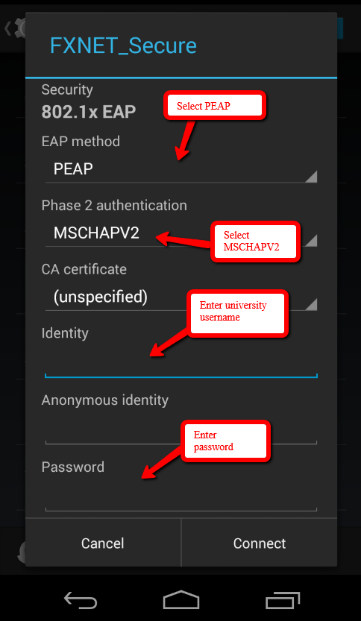 FXNET_Secure
Security
802.1x EAP
Select PEAP
EAP method
PEAP
Phase 2 authentication
MSCHAPV2
Select
MSCHAPV2
CA certificate
(unspecified)
Enter university
username
Identity
Anonymous identity
Enter
password
Password
Cancel
Connect